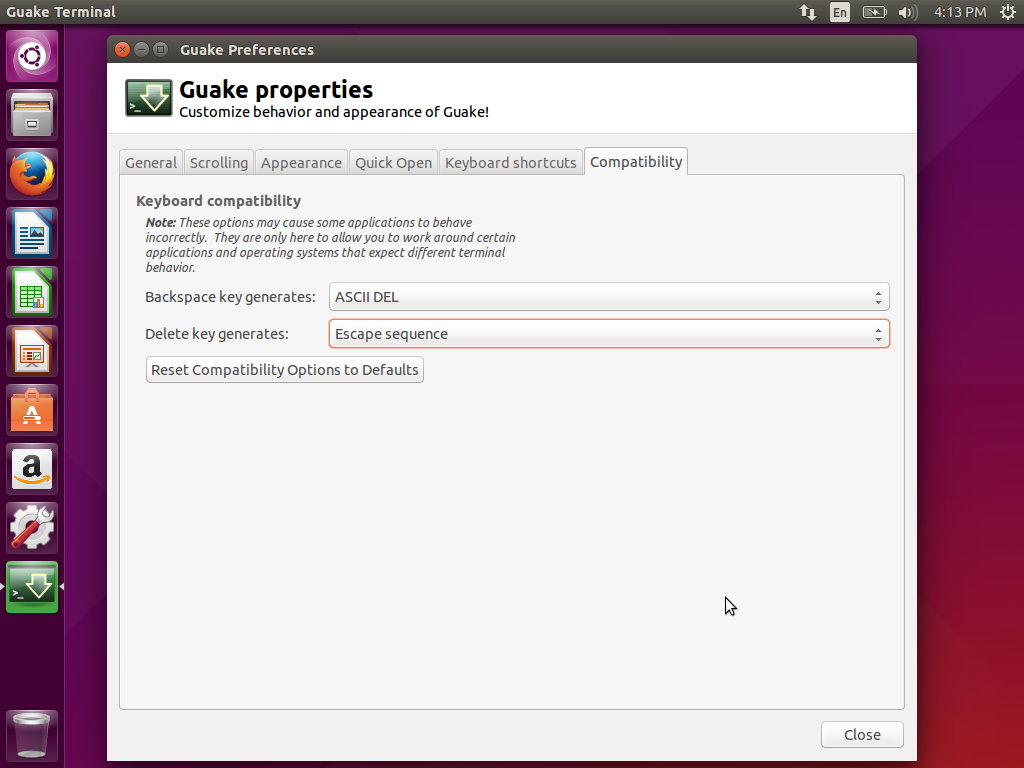 Guake Terminal
En
4:13 PM
Guake Preferences
>_
Guake properties
Customize behavior and appearance of Guake!
General
Scrolling
Appearance
Quick Open
Keyboard shortcuts
Compatibility
Keyboard compatibility
Note: These options may cause some applications to behave
incorrectly. They are only here to allow you to work around certain
applications and operating systems that expect different terminal
behavior.
Backspace key generates:
ASCII DEL
Delete key generates:
Escape sequence
Reset Compatibility Options to Defaults
a
>_
Close